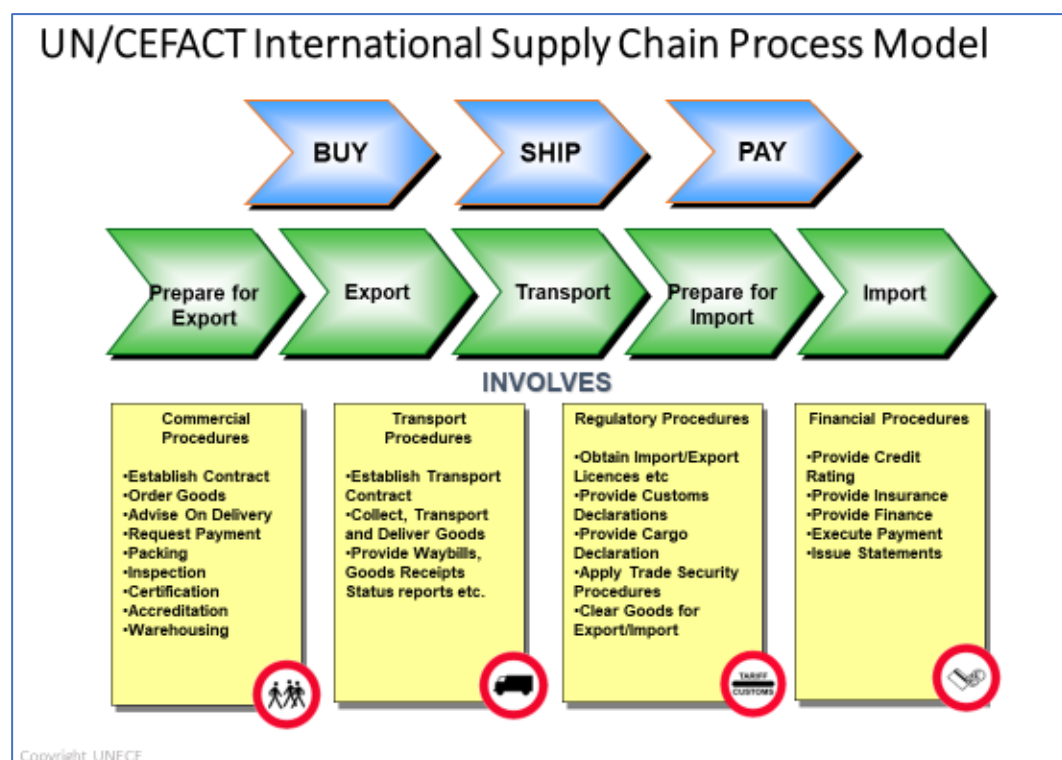 UN/CEFACT International Supply Chain Process Model
BUY
SHIP
PAY
Prepare for
Export
Export
Transport
Prepare for
Import
Import
INVOLVES
Commercial
Procedures
•Establish Contract
•Order Goods
•Advise On Delivery
•Request Payment
•Packing
•Inspection
•Certification
•Accreditation
•Warehousing
Transport
Procedures
•Establish Transport
Contract
•Collect, Transport
and Deliver Goods
•Provide Waybills,
Goods Receipts
Status reports etc.
Regulatory Procedures
•Obtain Import/Export
Licences etc
•Provide Customs
Declarations
•Provide Cargo
Declaration
•Apply Trade Security
Procedures
•Clear Goods for
Export/Import
TARIFF
CUSTOMS
Financial Procedures
•Provide Credit
Rating
•Provide Insurance
•Provide Finance
•Execute Payment
•Issue Statements
Copyright UNECE